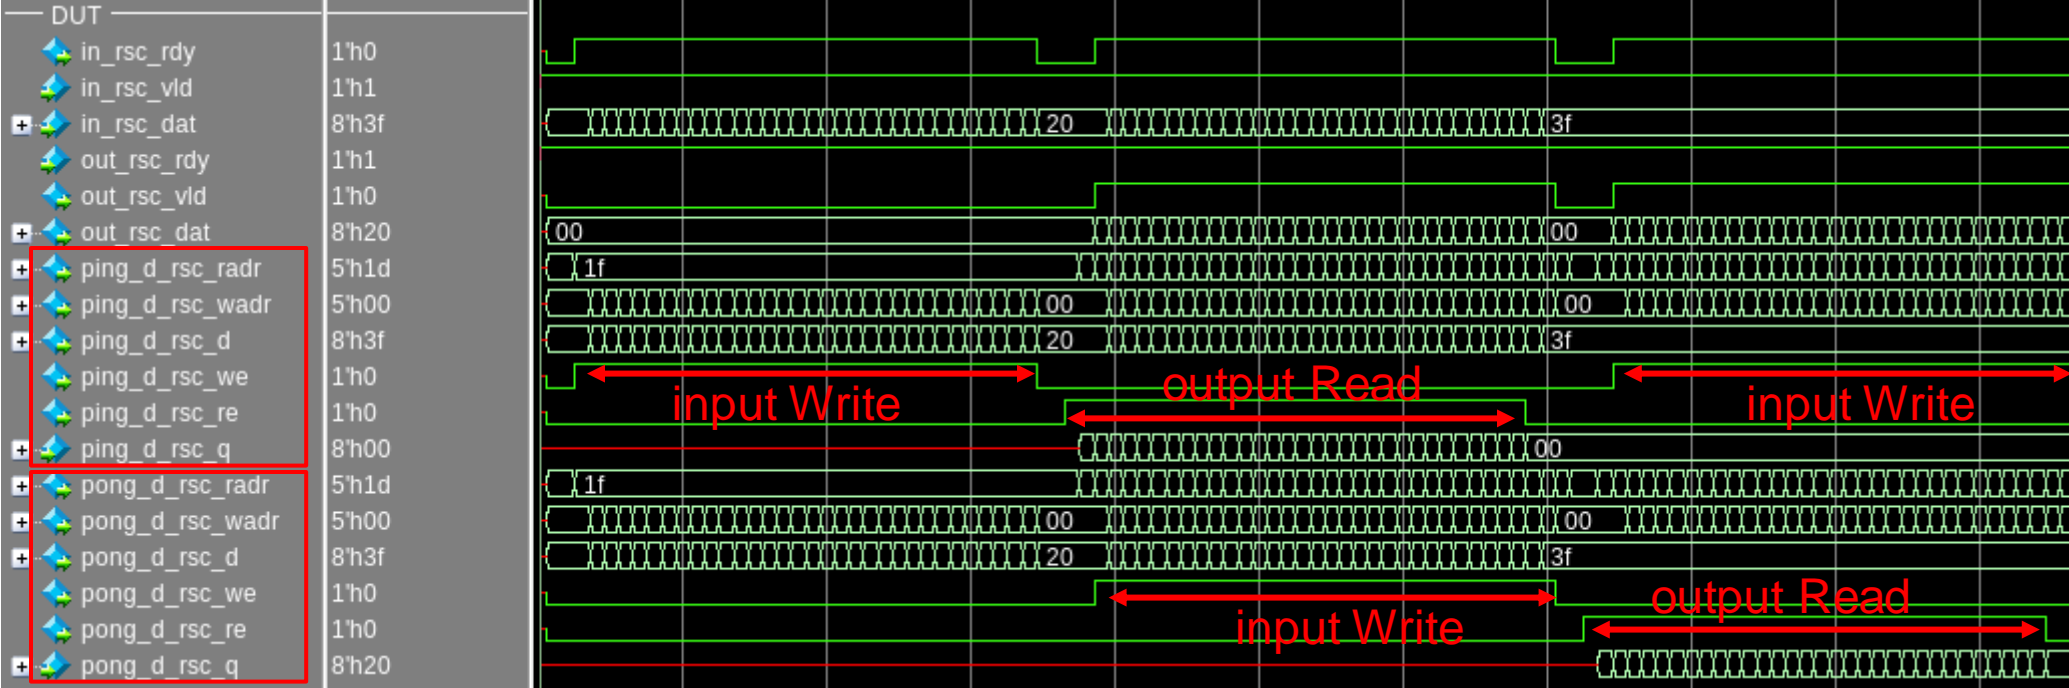 DUT
in_rsc_rdy 1'h0
in_rsc_vld 1'h1
in_rsc_dat 8'h3f 20 3f
out_rsc_rdy 1'h1
out_rsc_vld 1'h0
out_rsc_dat 8'h20 00 00
ping_d_rsc_radr 5'h1d 1f
ping_d_rsc_wadr 5'h00 00 00
ping_d_rsc_d 8'h3f 20 3f
ping_d_rsc_we 1'h0 output Read
ping_d_rsc_re 1'h0 input Write input Write
ping_d_rsc_q 8'h00 00
pong_d_rsc_radr 5'h1d 1f
pong_d_rsc_wadr 5'h00 00 00
pong_d_rsc_d 8'h3f 20 3f
pong_d_rsc_we 1'h0 output Read
pong_d_rsc_re 1'h0 input Write
pong_d_rsc_q 8'h20